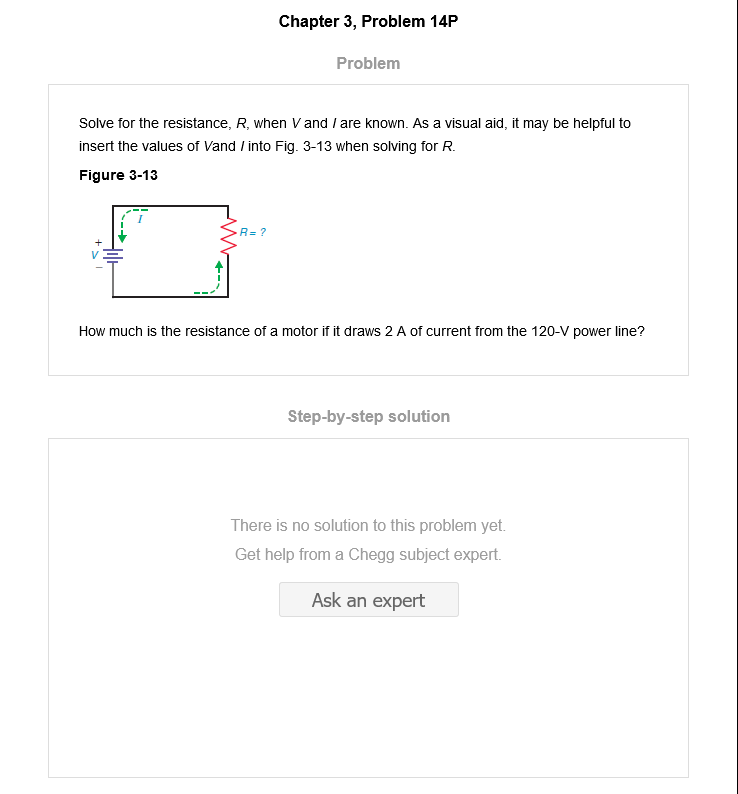 Chapter 3, Problem 14P
Problem
Solve for the resistance, R, when V and I are known. As a visual aid, it may be helpful to
insert the values of Vand I into Fig. 3-13 when solving for R.
Figure 3-13
I
R = ?
+
V
−
How much is the resistance of a motor if it draws 2 A of current from the 120-V power line?
Step-by-step solution
There is no solution to this problem yet.
Get help from a Chegg subject expert.
Ask an expert